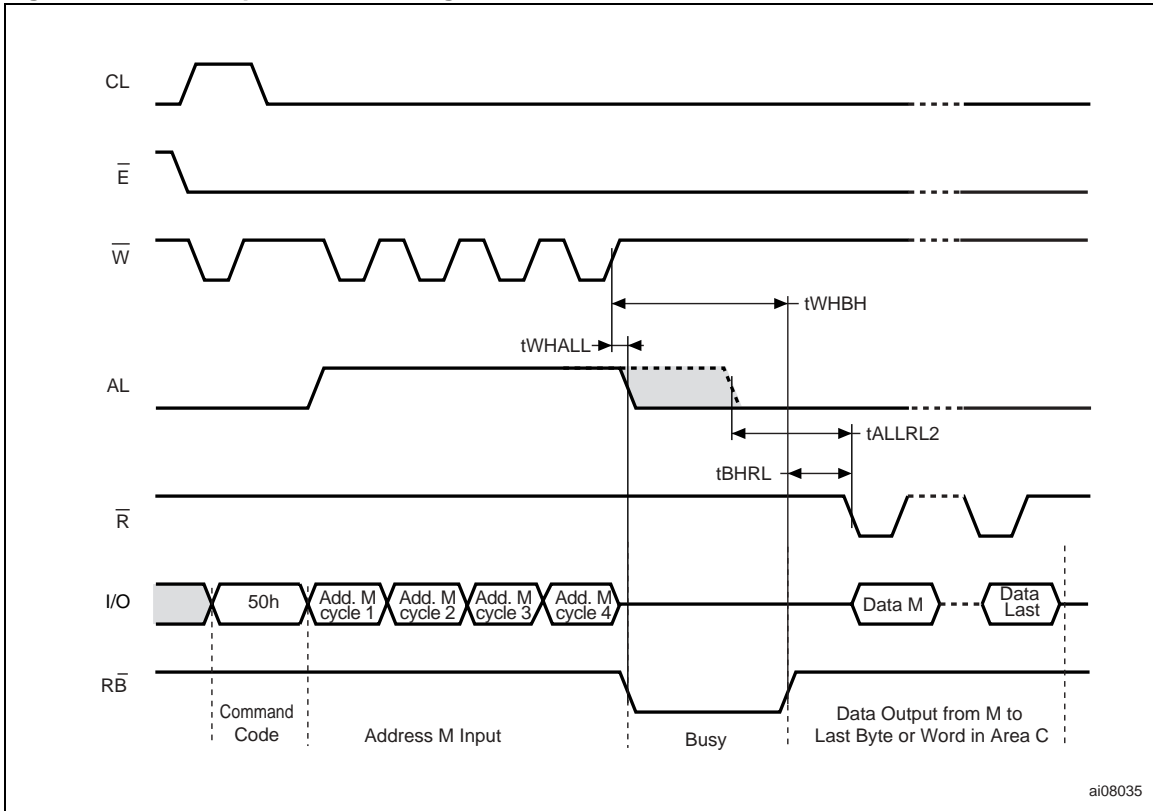 CL
E
W
tWHBH
tWHALL
AL
tALLRL2
tBHRL
R
I/O
50h
Add. M
cycle 1
Add. M
cycle 2
Add. M
cycle 3
Add. M
cycle 4
Data M
Data
Last
RB
Command
Code
Address M Input
Busy
Data Output from M to
Last Byte or Word in Area C
ai08035